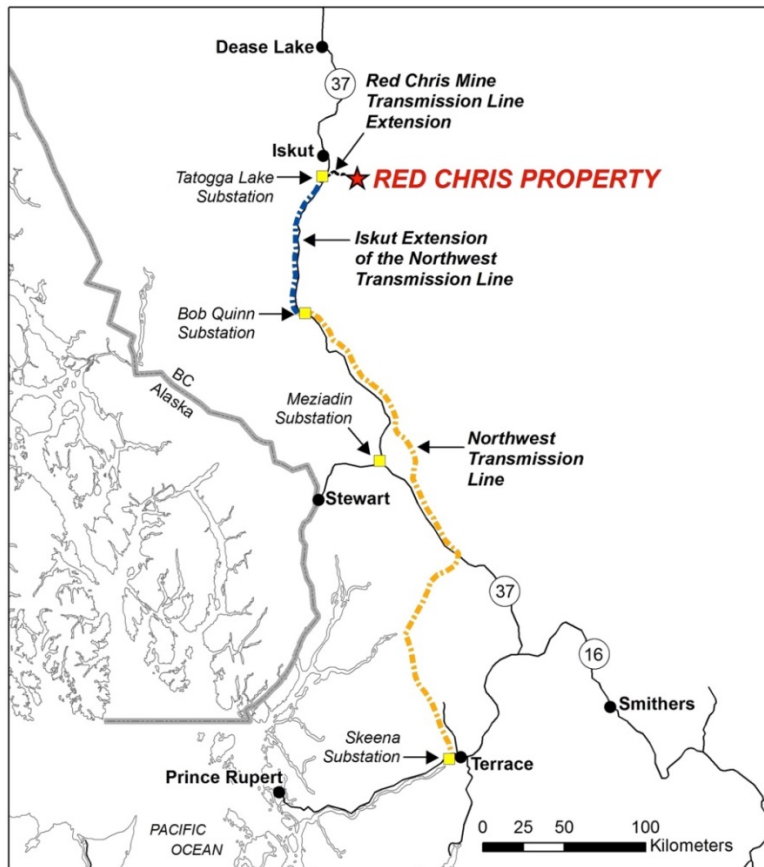 Dease Lake
37
Red Chris Mine
Transmission Line
Extension
Iskut
Tatogga Lake
Substation
RED CHRIS PROPERTY
Iskut Extension
of the Northwest
Transmission Line
Bob Quinn
Substation
BC
Alaska
Meziadin
Substation
Northwest
Transmission
Line
Stewart
37
16
Smithers
Skeena
Substation
Terrace
Prince Rupert
PACIFIC
OCEAN
0 25 50 100
Kilometers